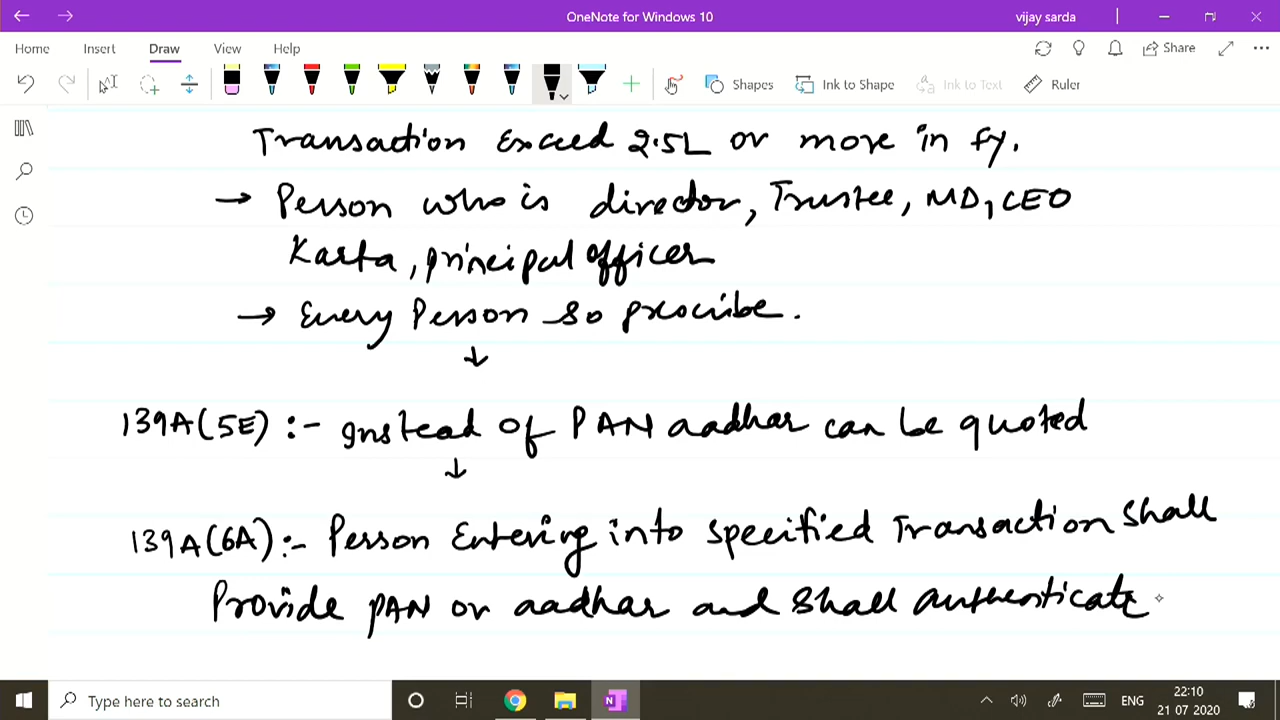 OneNote for Windows 10
vijay sarda
Home Insert Draw View Help
Share
Shapes Ink to Shape Ink to Text Ruler
Transaction Exceed 2.5L or more in fy.
→ Person who is director, Trustee, MD, CEO
Karta, principal officer
→ Every Person so prescribe.
↓
139A(5E) :- Instead of PAN aadhar can be quoted
↓
139A(6A) :- Person Entering into specified Transaction shall
Provide PAN or aadhar and shall authenticate
Type here to search
ENG
22:10
21 07 2020